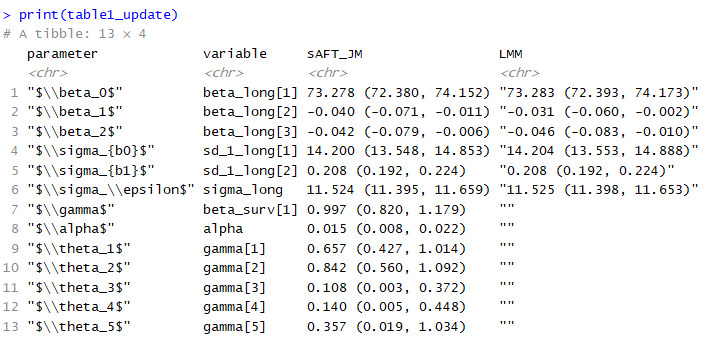 > print(table1_update)
# A tibble: 13 × 4
parameter variable sAFT_JM LMM
<chr> <chr> <chr> <chr>
1 "$\\beta_0$" beta_long[1] 73.278 (72.380, 74.152) "73.283 (72.393, 74.173)"
2 "$\\beta_1$" beta_long[2] -0.040 (-0.071, -0.011) "-0.031 (-0.060, -0.002)"
3 "$\\beta_2$" beta_long[3] -0.042 (-0.079, -0.006) "-0.046 (-0.083, -0.010)"
4 "$\\sigma_{b0}$" sd_1_long[1] 14.200 (13.548, 14.853) "14.204 (13.553, 14.888)"
5 "$\\sigma_{b1}$" sd_1_long[2] 0.208 (0.192, 0.224) "0.208 (0.192, 0.224)"
6 "$\\sigma_\\epsilon$" sigma_long 11.524 (11.395, 11.659) "11.525 (11.398, 11.653)"
7 "$\\gamma$" beta_surv[1] 0.997 (0.820, 1.179) ""
8 "$\\alpha$" alpha 0.015 (0.008, 0.022) ""
9 "$\\theta_1$" gamma[1] 0.657 (0.427, 1.014) ""
10 "$\\theta_2$" gamma[2] 0.842 (0.560, 1.092) ""
11 "$\\theta_3$" gamma[3] 0.108 (0.003, 0.372) ""
12 "$\\theta_4$" gamma[4] 0.140 (0.005, 0.448) ""
13 "$\\theta_5$" gamma[5] 0.357 (0.019, 1.034) ""